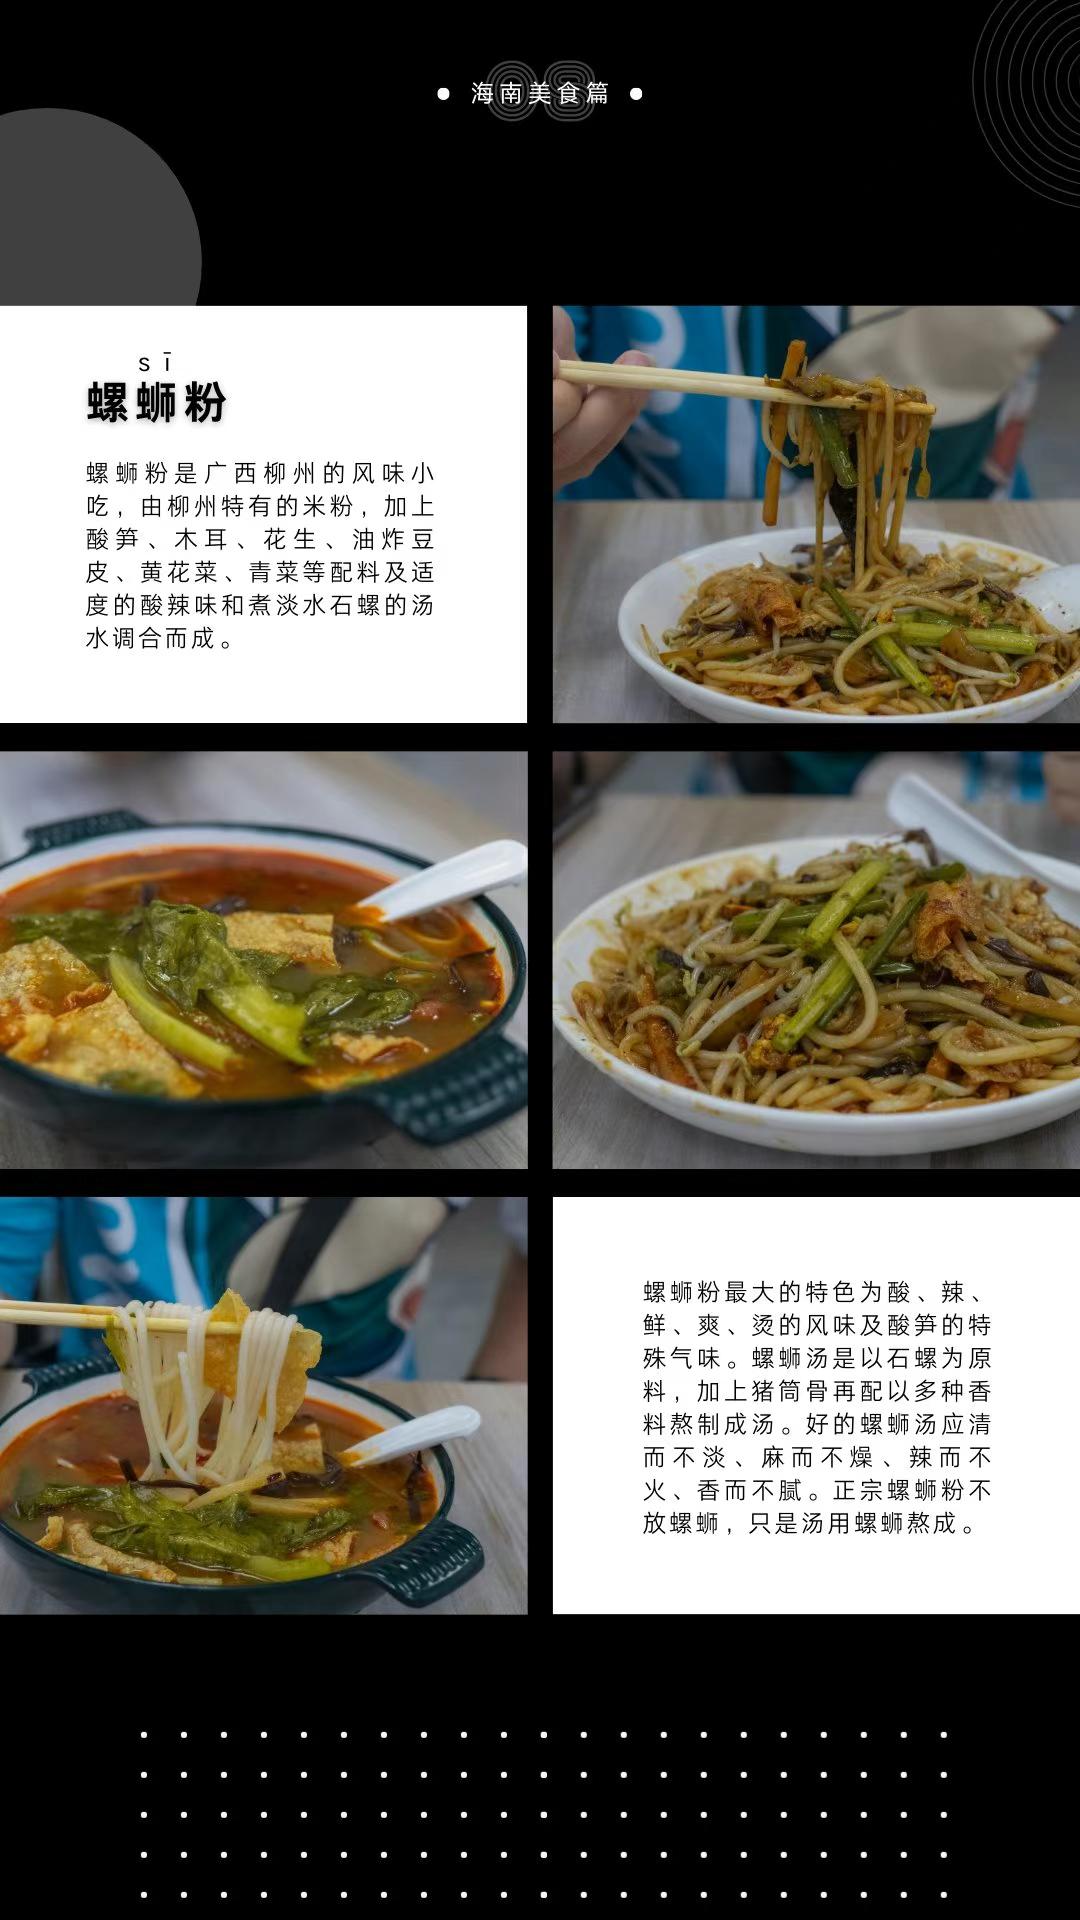 08
• 海南美食篇 •
sī
螺蛳粉
螺蛳粉是广西柳州的风味小
吃，由柳州特有的米粉，加上
酸笋、木耳、花生、油炸豆
皮、黄花菜、青菜等配料及适
度的酸辣味和煮淡水石螺的汤
水调合而成。
螺蛳粉最大的特色为酸、辣、
鲜、爽、烫的风味及酸笋的特
殊气味。螺蛳汤是以石螺为原
料，加上猪筒骨再配以多种香
料熬制成汤。好的螺蛳汤应清
而不淡、麻而不燥、辣而不
火、香而不腻。正宗螺蛳粉不
放螺蛳，只是汤用螺蛳熬成。